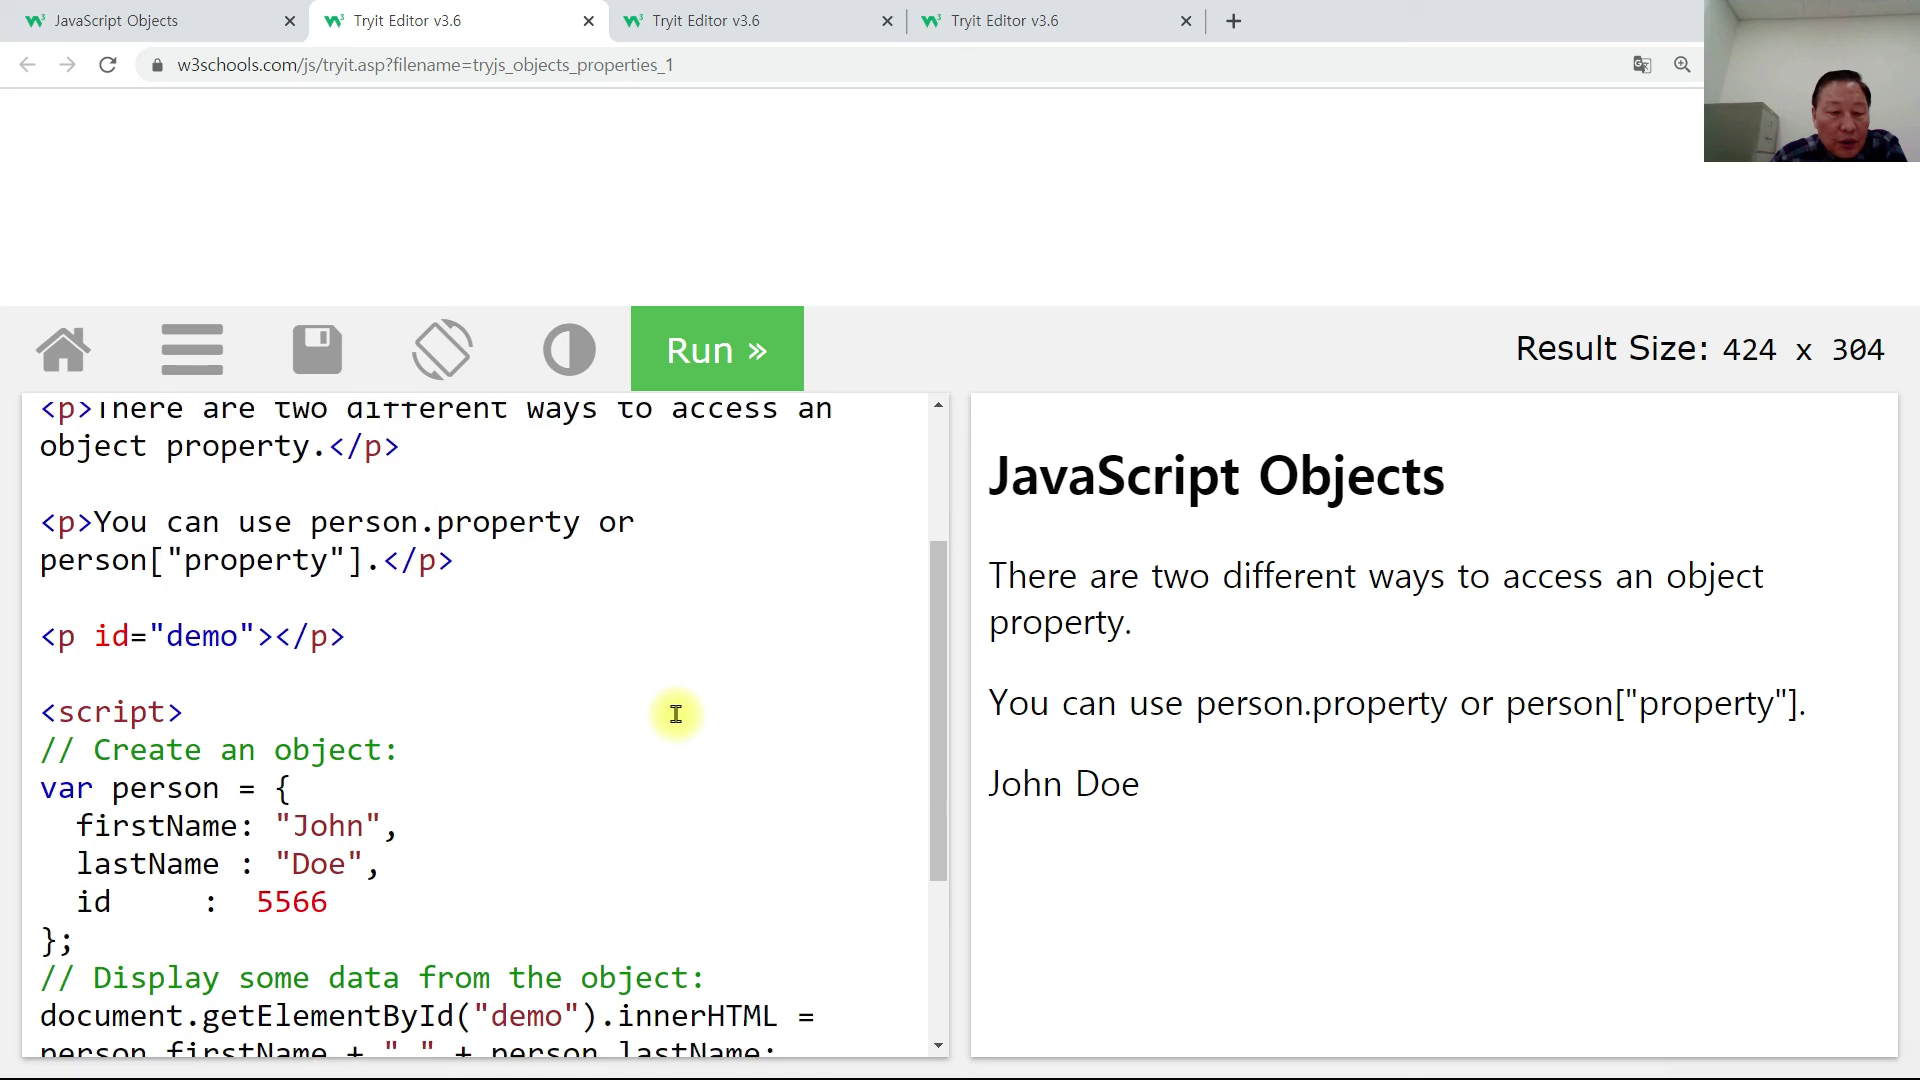 JavaScript Objects
Tryit Editor v3.6
Tryit Editor v3.6
Tryit Editor v3.6
w3schools.com/js/tryit.asp?filename=tryjs_objects_properties_1
Run »
Result Size: 424 x 304
<p>There are two different ways to access an
object property.</p>
<p>You can use person.property or
person["property"].</p>
<p id="demo"></p>
<script>
// Create an object:
var person = {
  firstName: "John",
  lastName : "Doe",
  id     :  5566
};
// Display some data from the object:
document.getElementById("demo").innerHTML =
person.firstName + " " + person.lastName;
JavaScript Objects
There are two different ways to access an object
property.
You can use person.property or person["property"].
John Doe